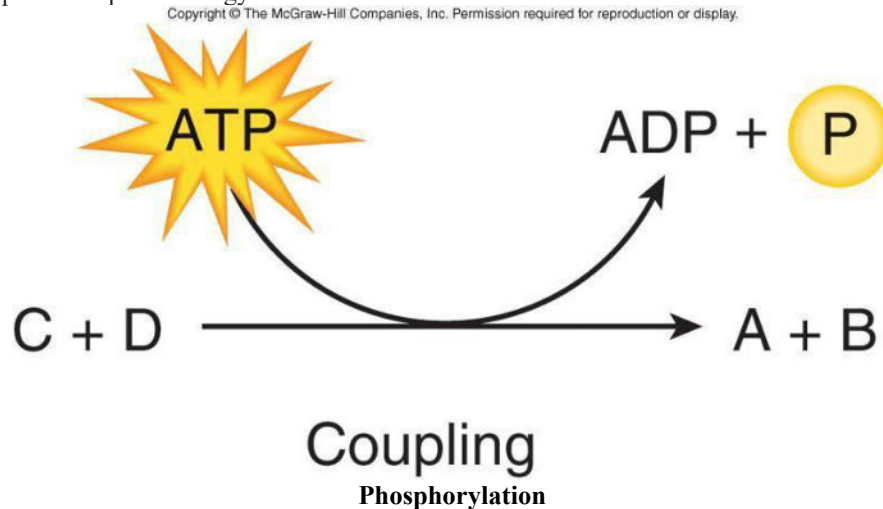 Copyright © The McGraw-Hill Companies, Inc. Permission required for reproduction or display.
ATP
ADP + P
C + D
A + B
Coupling
Phosphorylation